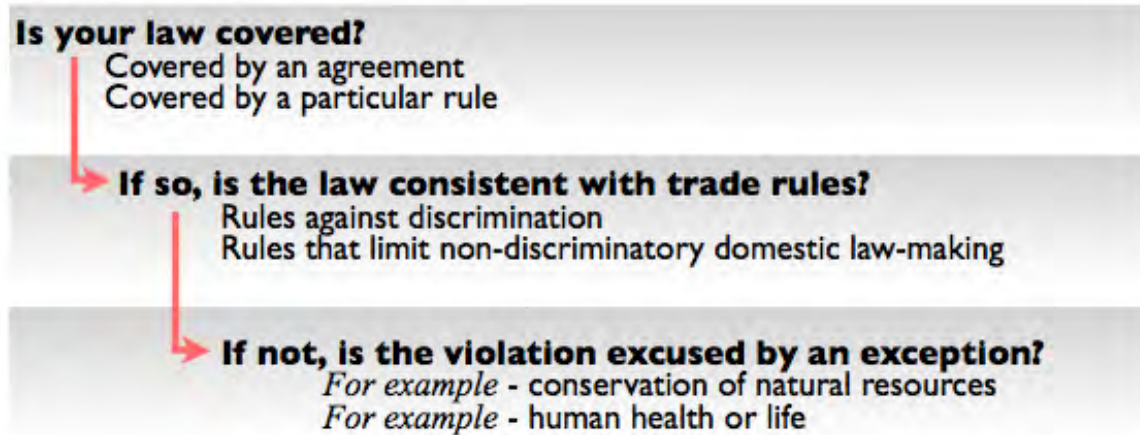 Is your law covered?
Covered by an agreement
Covered by a particular rule
If so, is the law consistent with trade rules?
Rules against discrimination
Rules that limit non-discriminatory domestic law-making
If not, is the violation excused by an exception?
For example - conservation of natural resources
For example - human health or life